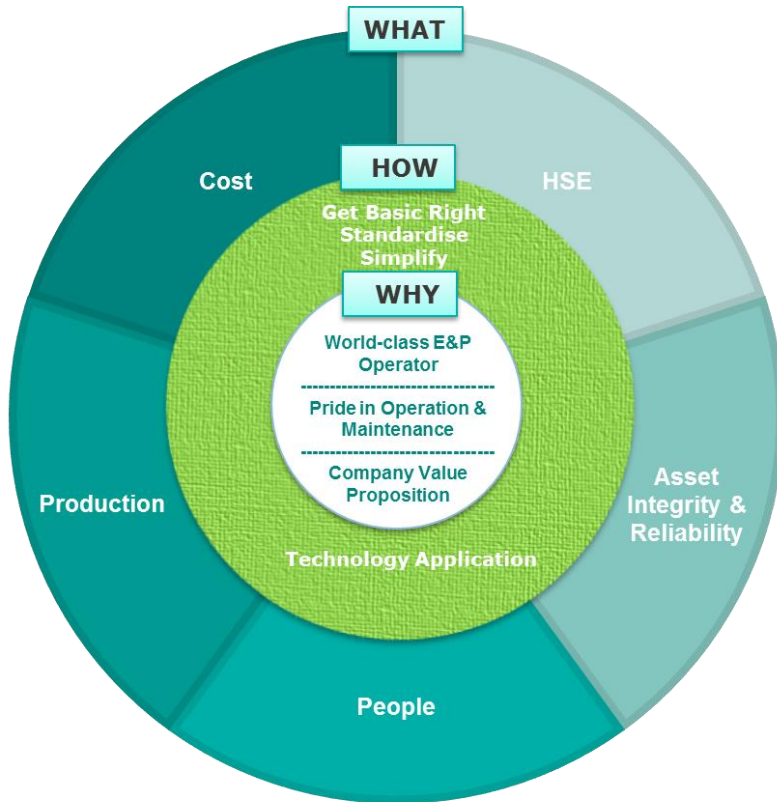 WHAT
Cost
HSE
HOW
Get Basic Right
Standardise
Simplify
WHY
World-class E&P
Operator
Pride in Operation &
Maintenance
Company Value
Proposition
Production
Asset
Integrity &
Reliability
Technology Application
People